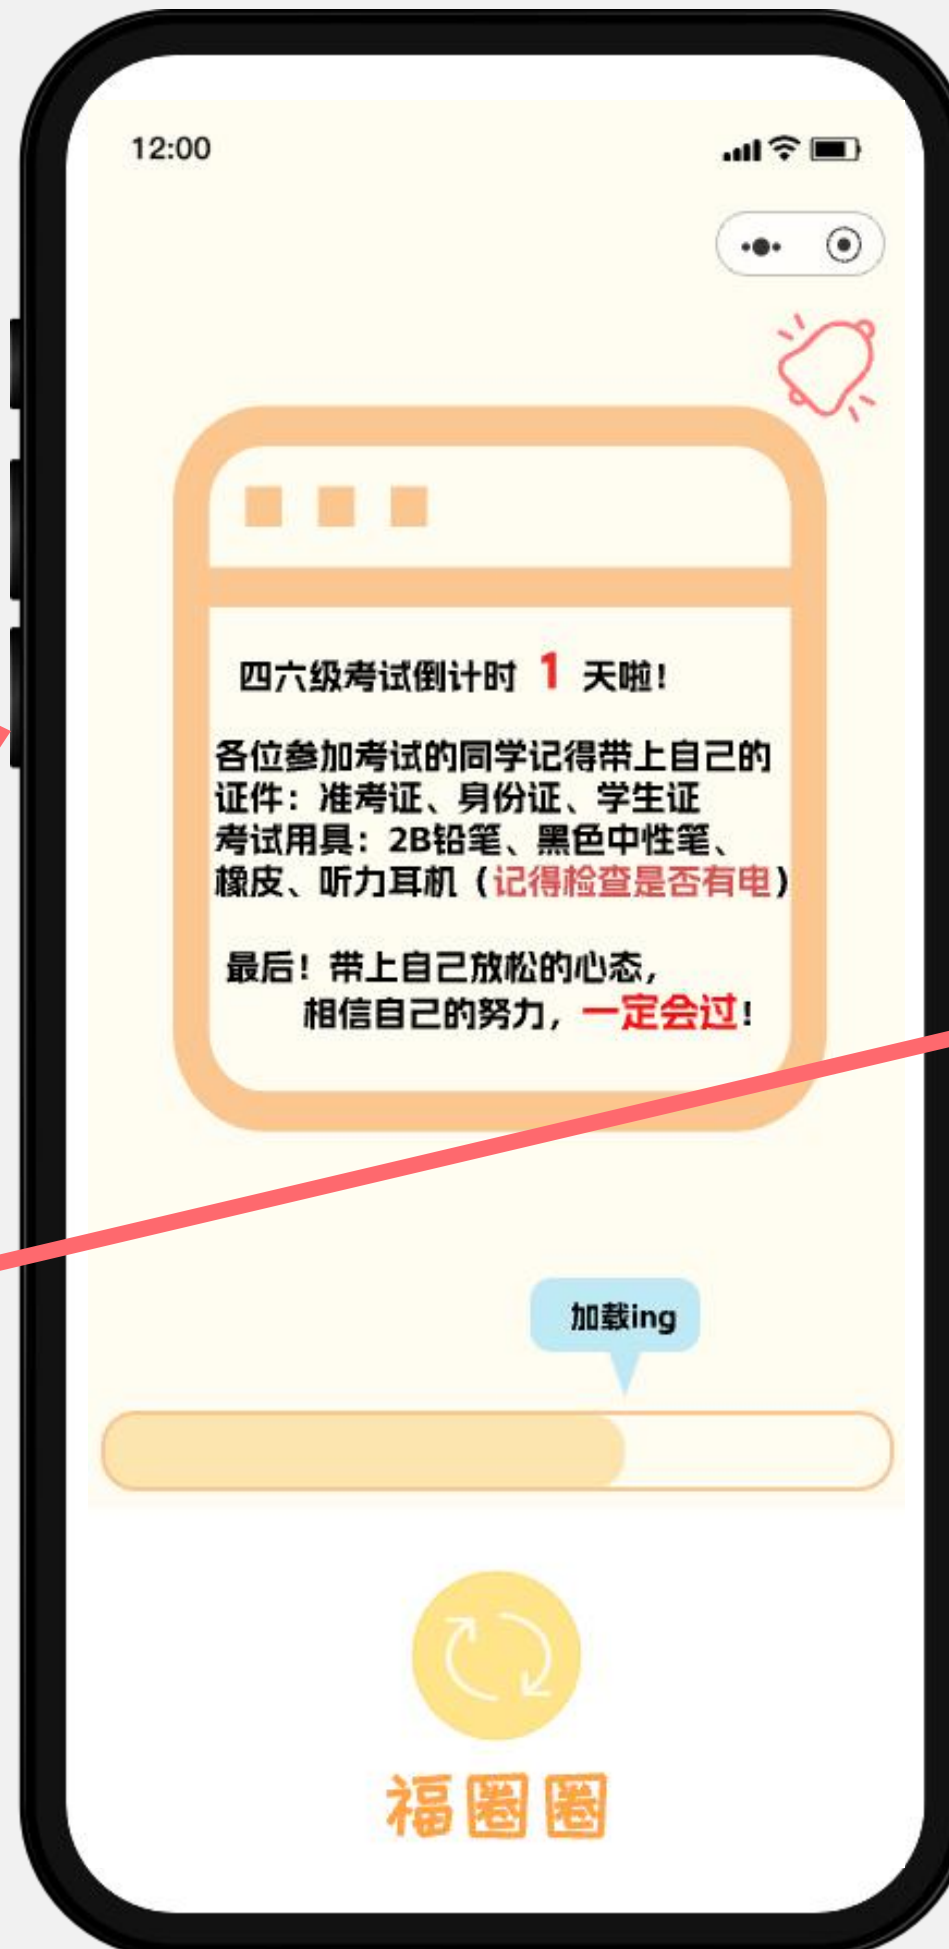 12:00
四六级考试倒计时 1 天啦！
各位参加考试的同学记得带上自己的
证件：准考证、身份证、学生证
考试用具：2B铅笔、黑色中性笔、
橡皮、听力耳机（记得检查是否有电）
最后！带上自己放松的心态，
相信自己的努力，一定会过！
加载ing
福圈圈